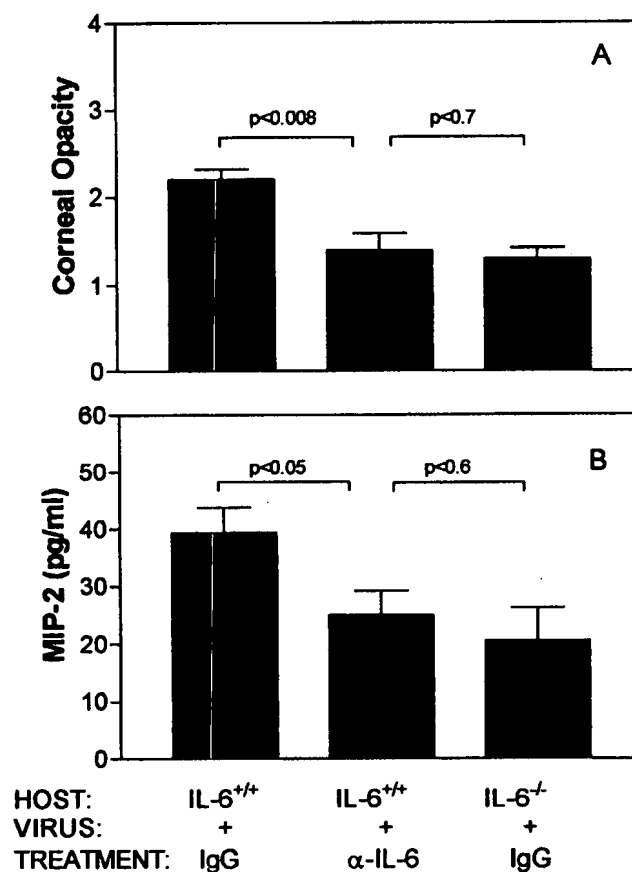 4
A
p<0.008
p<0.7
3
2
1
0
Corneal Opacity
60
B
p<0.05
p<0.6
50
40
30
20
10
0
MIP-2 (pg/ml)
HOST: IL-6+/+ IL-6+/+ IL-6-/-
VIRUS: + + +
TREATMENT: IgG α-IL-6 IgG